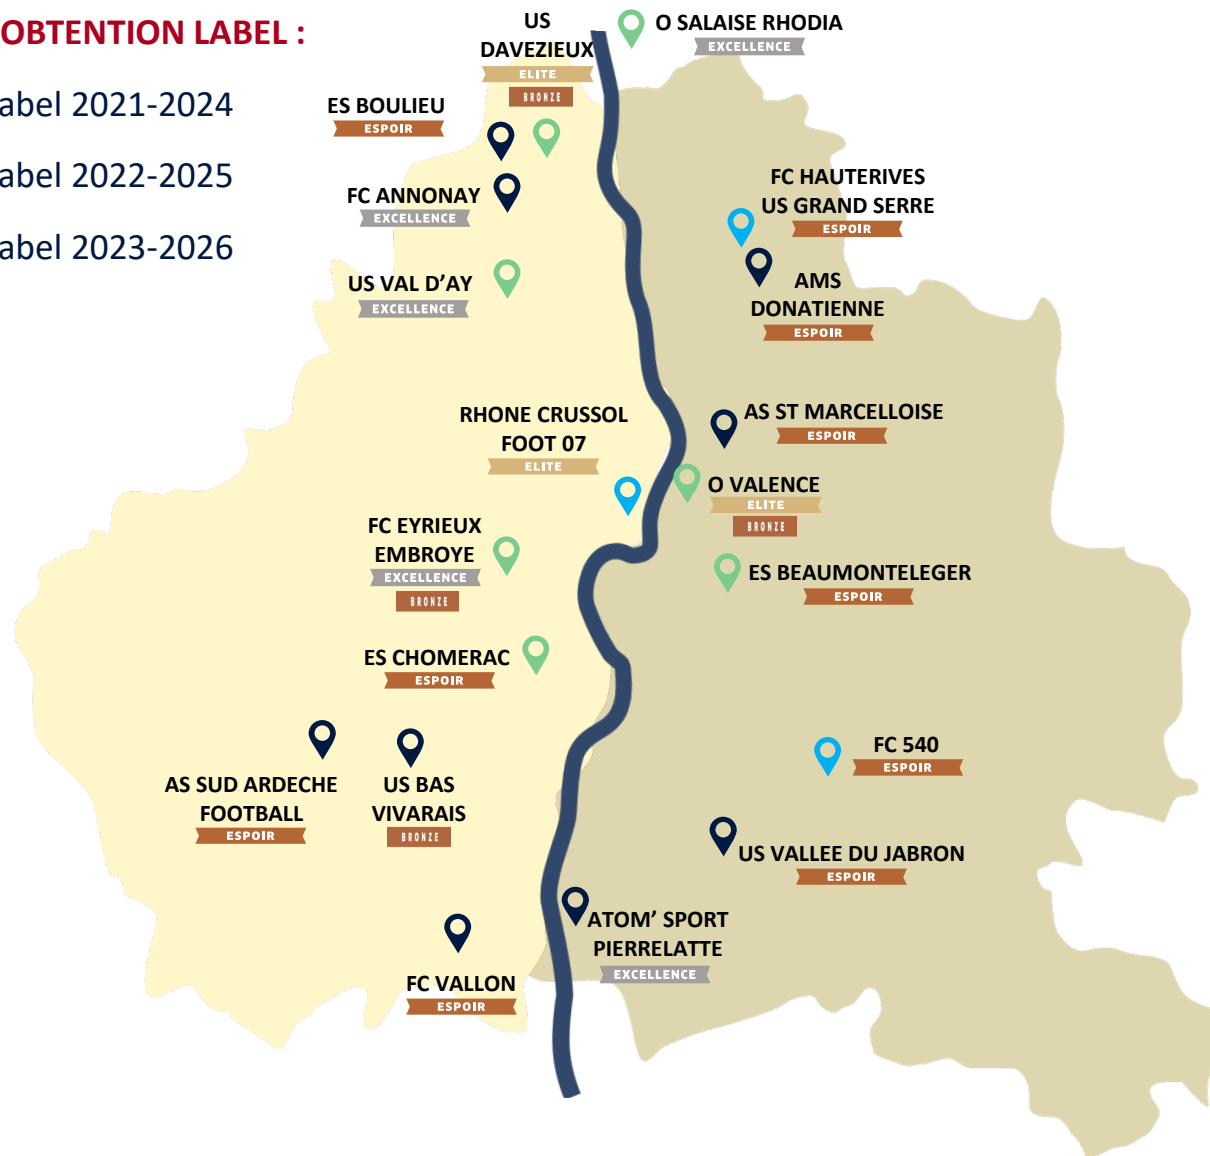 OBTENTION LABEL :
abel 2021-2024
abel 2022-2025
abel 2023-2026
US
DAVEZIEUX
ELITE
BRONZE
O SALAISE RHODIA
EXCELLENCE
ES BOULIEU
ESPOIR
FC ANNONAY
EXCELLENCE
FC HAUTERIVES
US GRAND SERRE
ESPOIR
US VAL D’AY
EXCELLENCE
AMS
DONATIENNE
ESPOIR
RHONE CRUSSOL
FOOT 07
ELITE
AS ST MARCELLOISE
ESPOIR
O VALENCE
ELITE
BRONZE
FC EYRIEUX
EMBROYE
EXCELLENCE
BRONZE
ES BEAUMONTELEGER
ESPOIR
ES CHOMERAC
ESPOIR
FC 540
ESPOIR
AS SUD ARDECHE
FOOTBALL
ESPOIR
US BAS
VIVARAIS
BRONZE
US VALLEE DU JABRON
ESPOIR
ATOM’ SPORT
PIERRELATTE
EXCELLENCE
FC VALLON
ESPOIR